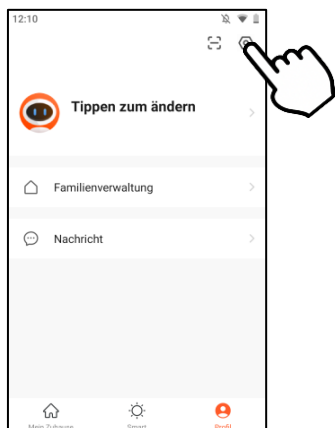 12:10
Tippen zum ändern
Familienverwaltung
Nachricht
Mein Zuhause Smart Profil